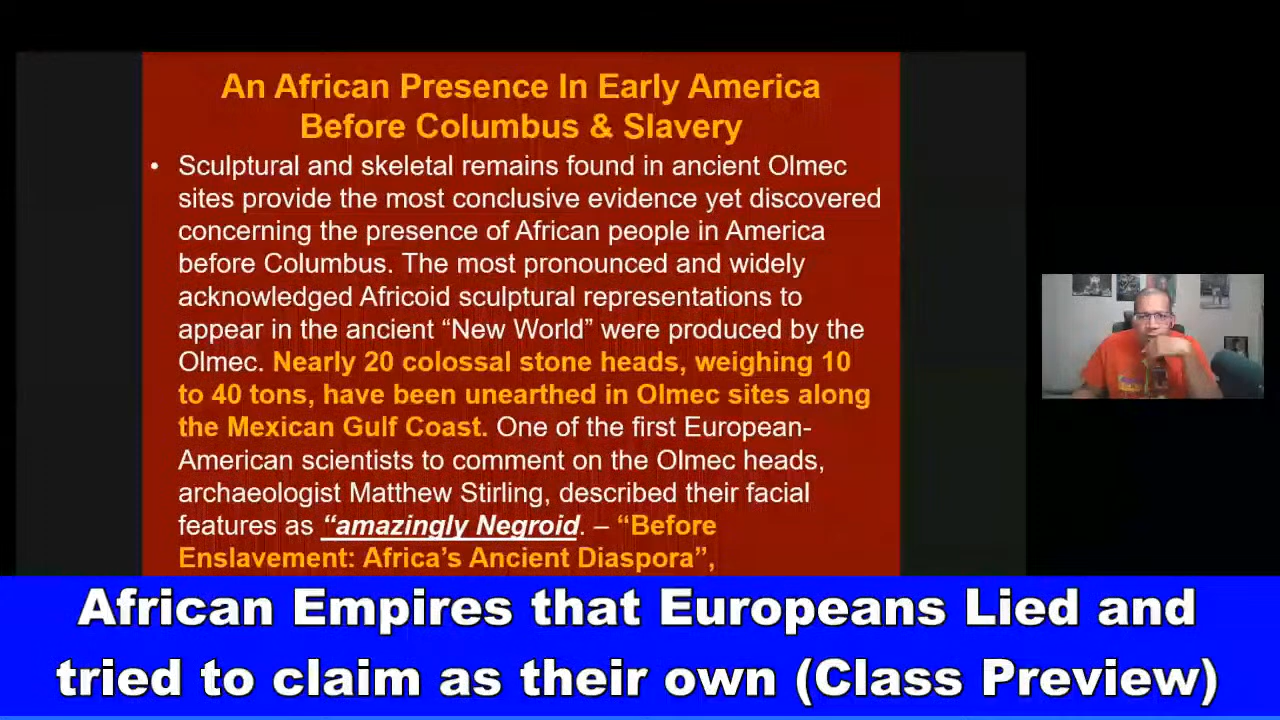 An African Presence In Early America
Before Columbus & Slavery
• Sculptural and skeletal remains found in ancient Olmec
sites provide the most conclusive evidence yet discovered
concerning the presence of African people in America
before Columbus. The most pronounced and widely
acknowledged Africoid sculptural representations to
appear in the ancient “New World” were produced by the
Olmec. Nearly 20 colossal stone heads, weighing 10
to 40 tons, have been unearthed in Olmec sites along
the Mexican Gulf Coast. One of the first European-
American scientists to comment on the Olmec heads,
archaeologist Matthew Stirling, described their facial
features as “amazingly Negroid. – “Before
Enslavement: Africa’s Ancient Diaspora”,
African Empires that Europeans Lied and
tried to claim as their own (Class Preview)